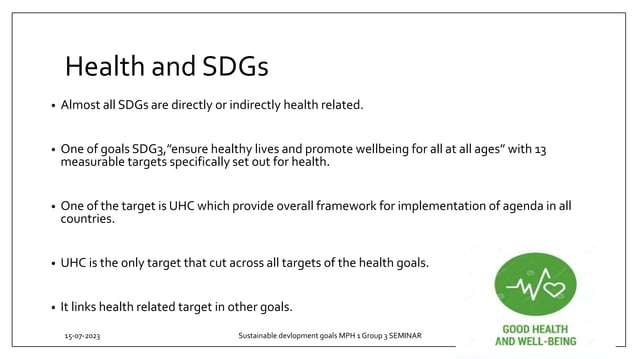 Health and SDGs
• Almost all SDGs are directly or indirectly health related.
• One of goals SDG3,”ensure healthy lives and promote wellbeing for all at all ages” with 13
measurable targets specifically set out for health.
• One of the target is UHC which provide overall framework for implementation of agenda in all
countries.
• UHC is the only target that cut across all targets of the health goals.
• It links health related target in other goals.
GOOD HEALTH
AND WELL-BEING
15-07-2023
Sustainable devlopment goals MPH 1 Group 3 SEMINAR